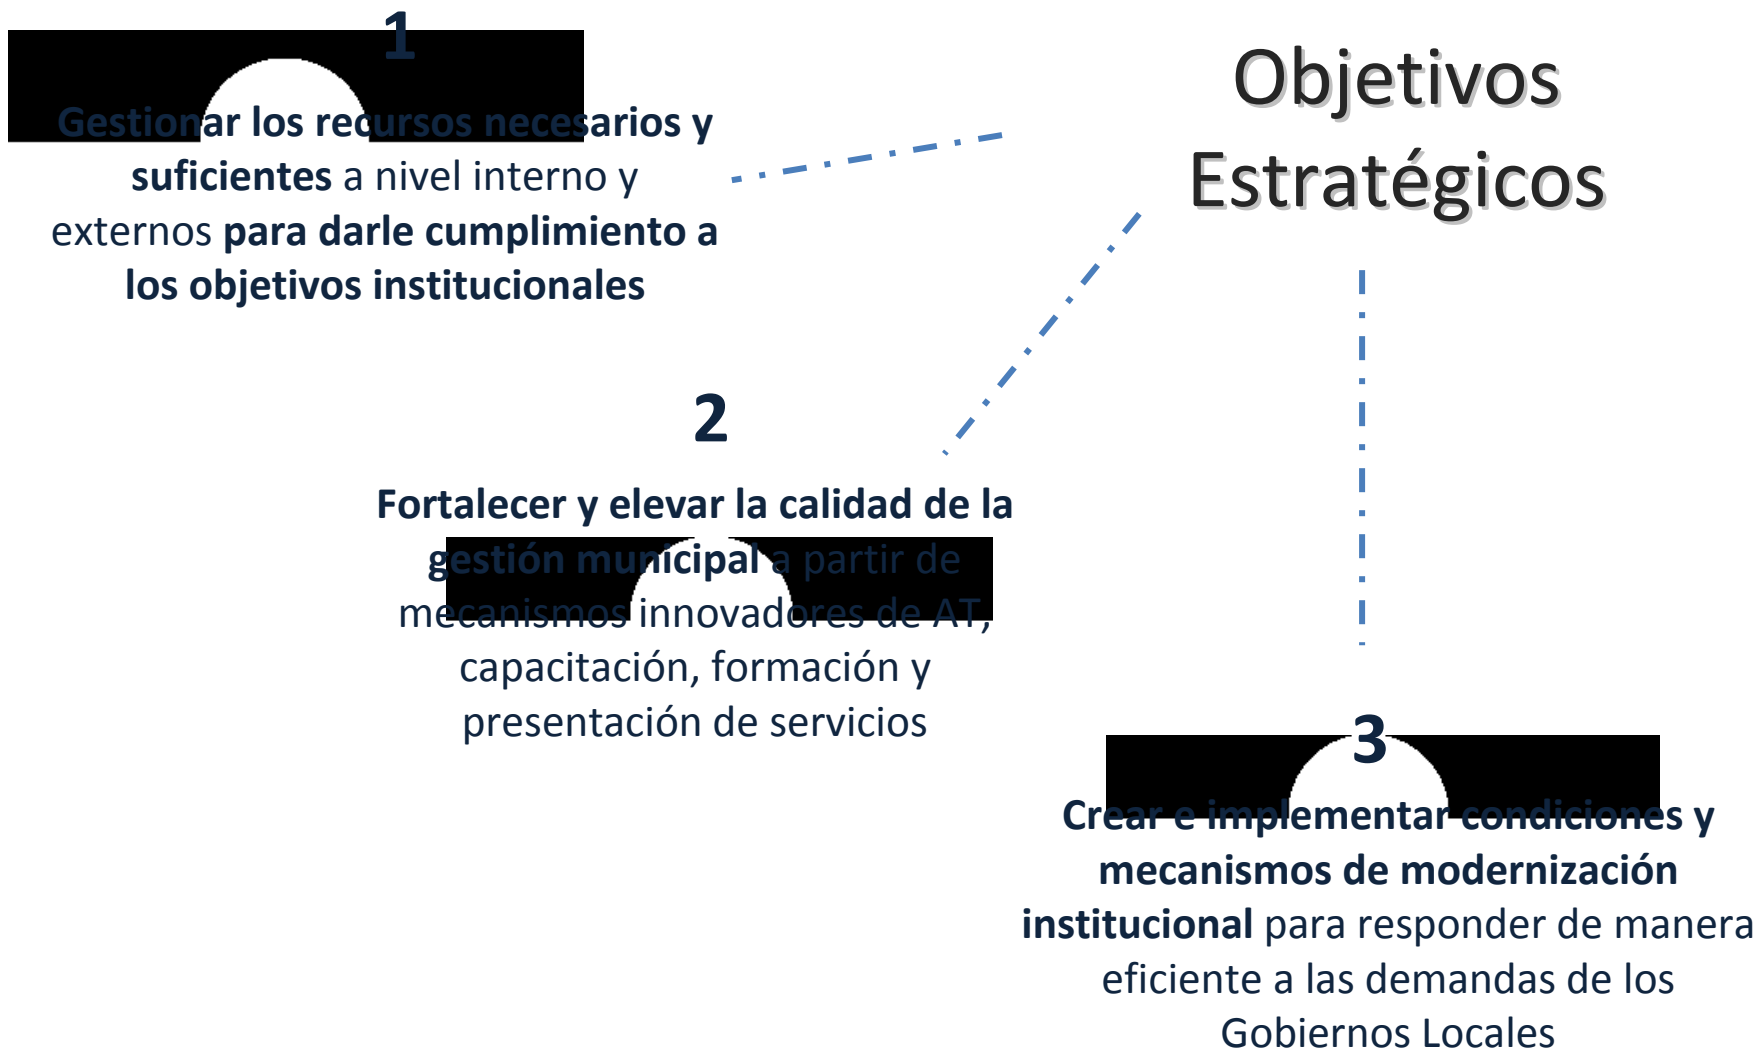 Objetivos
Estratégicos
1
Gestionar los recursos necesarios y
suficientes a nivel interno y
externos para darle cumplimiento a
los objetivos institucionales
2
Fortalecer y elevar la calidad de la
gestión municipal a partir de
mecanismos innovadores de AT,
capacitación, formación y
presentación de servicios
3
Crear e implementar condiciones y
mecanismos de modernización
institucional para responder de manera
eficiente a las demandas de los
Gobiernos Locales